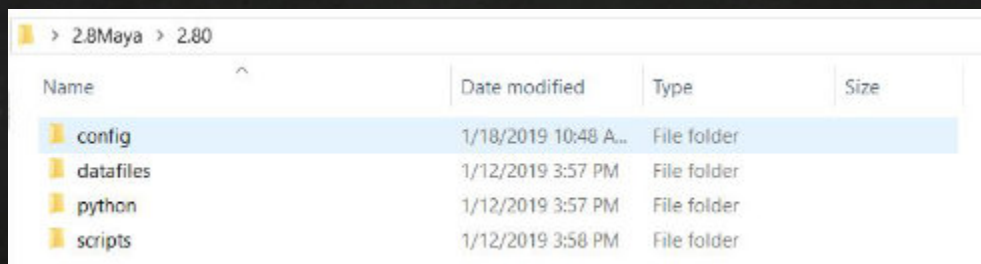 > 2.8Maya > 2.80
Name Date modified Type Size
config 1/18/2019 10:48 A... File folder
datafiles 1/12/2019 3:57 PM File folder
python 1/12/2019 3:57 PM File folder
scripts 1/12/2019 3:58 PM File folder